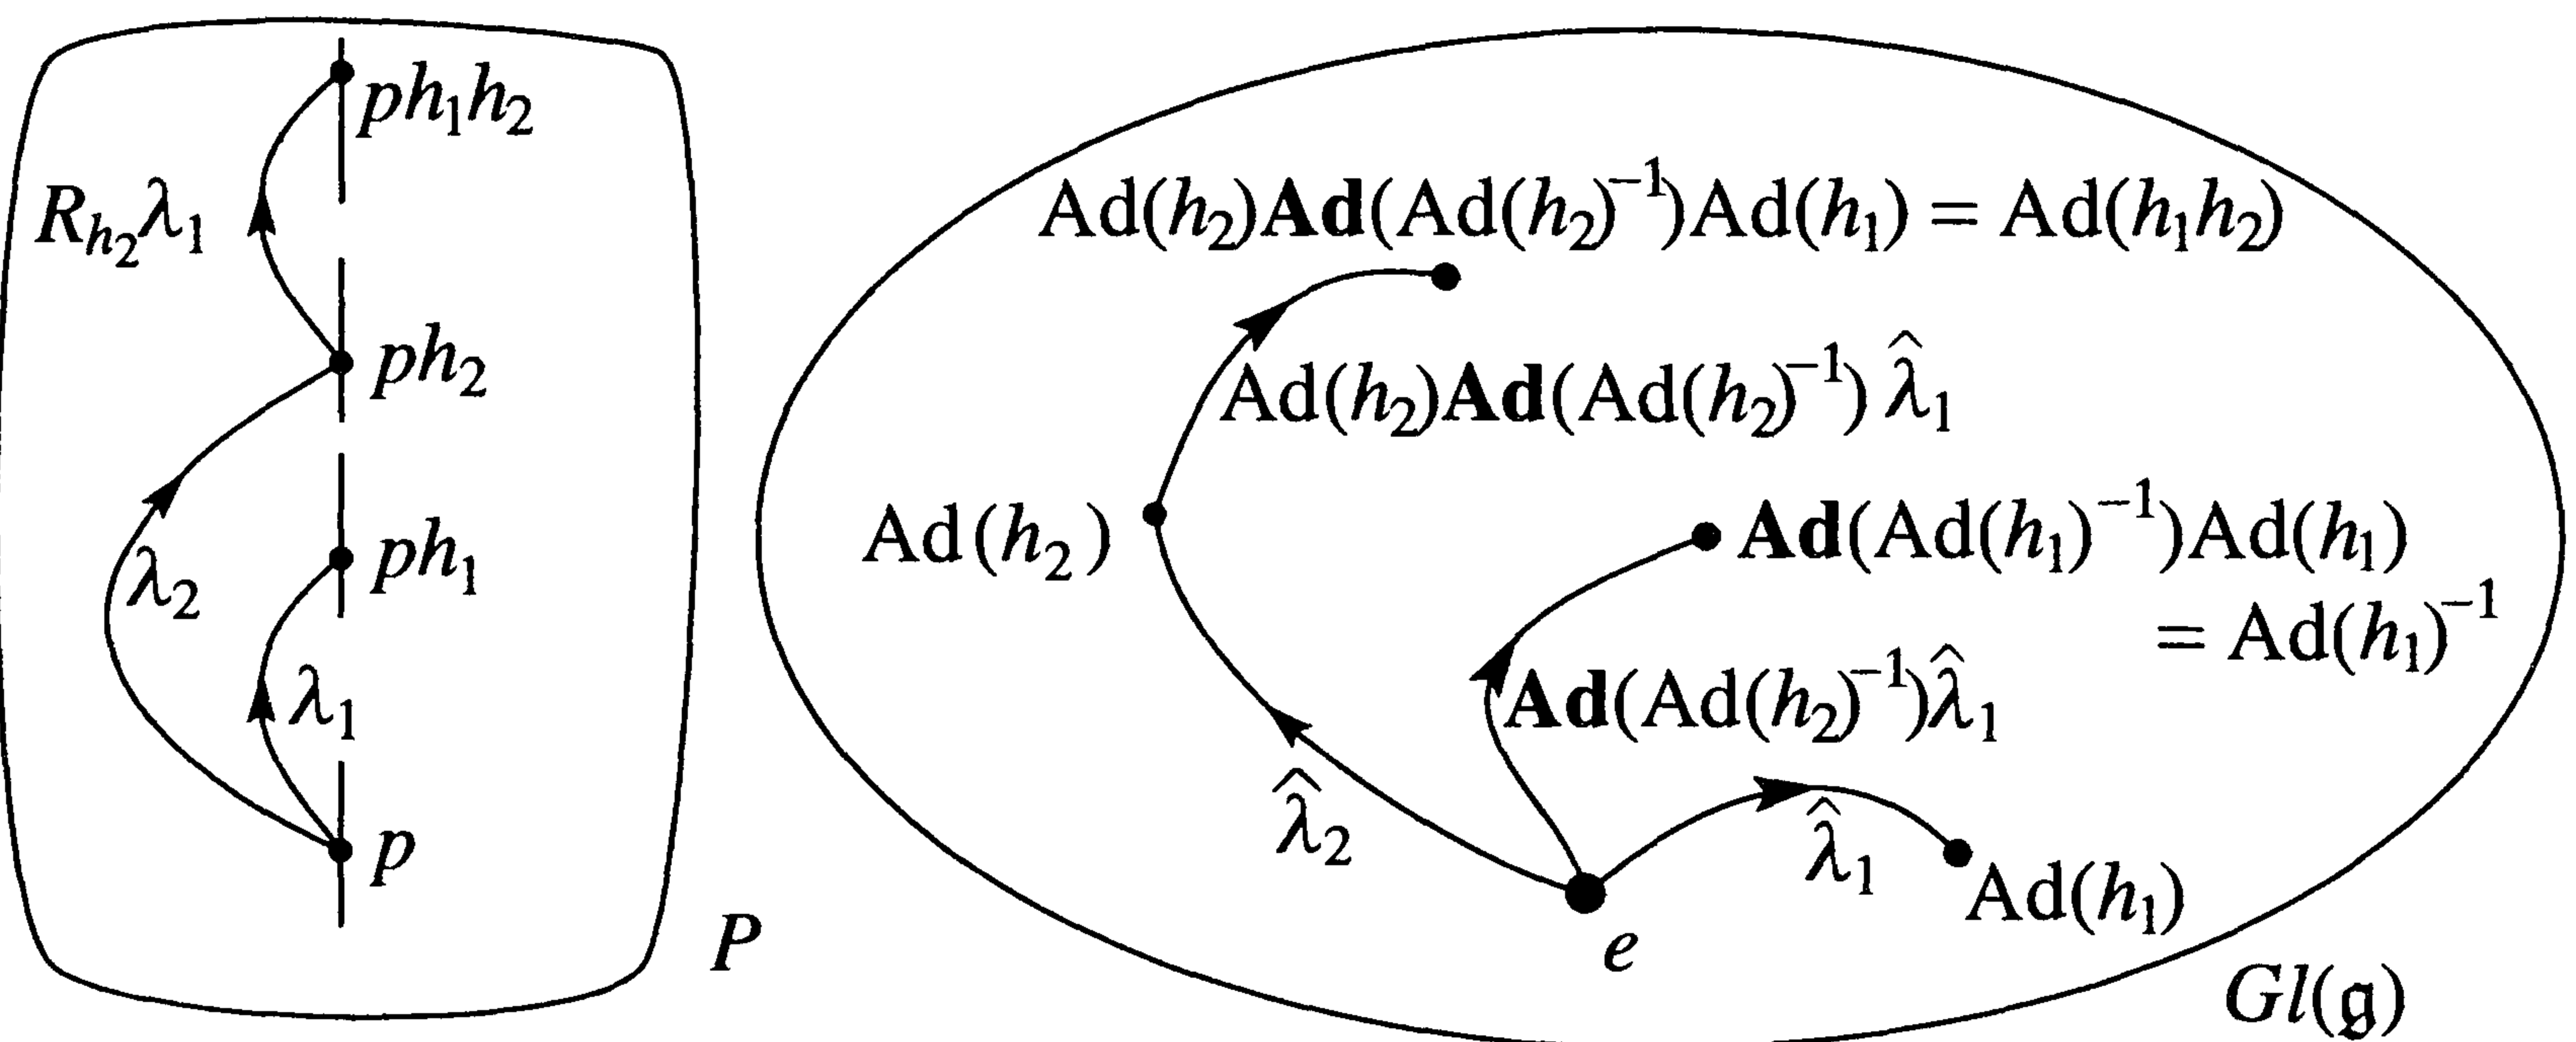 ph₁h₂
R_{h₂}λ₁
ph₂
λ₂
ph₁
λ₁
p
P
Ad(h₂)Ad(Ad(h₂)⁻¹)Ad(h₁) = Ad(h₁h₂)
Ad(h₂)Ad(Ad(h₂)⁻¹) λ̂₁
Ad(h₂)
Ad(Ad(h₁)⁻¹)Ad(h₁)
= Ad(h₁)⁻¹
Ad(Ad(h₂)⁻¹)λ̂₁
λ̂₂
λ̂₁
Ad(h₁)
e
Gl(𝔤)